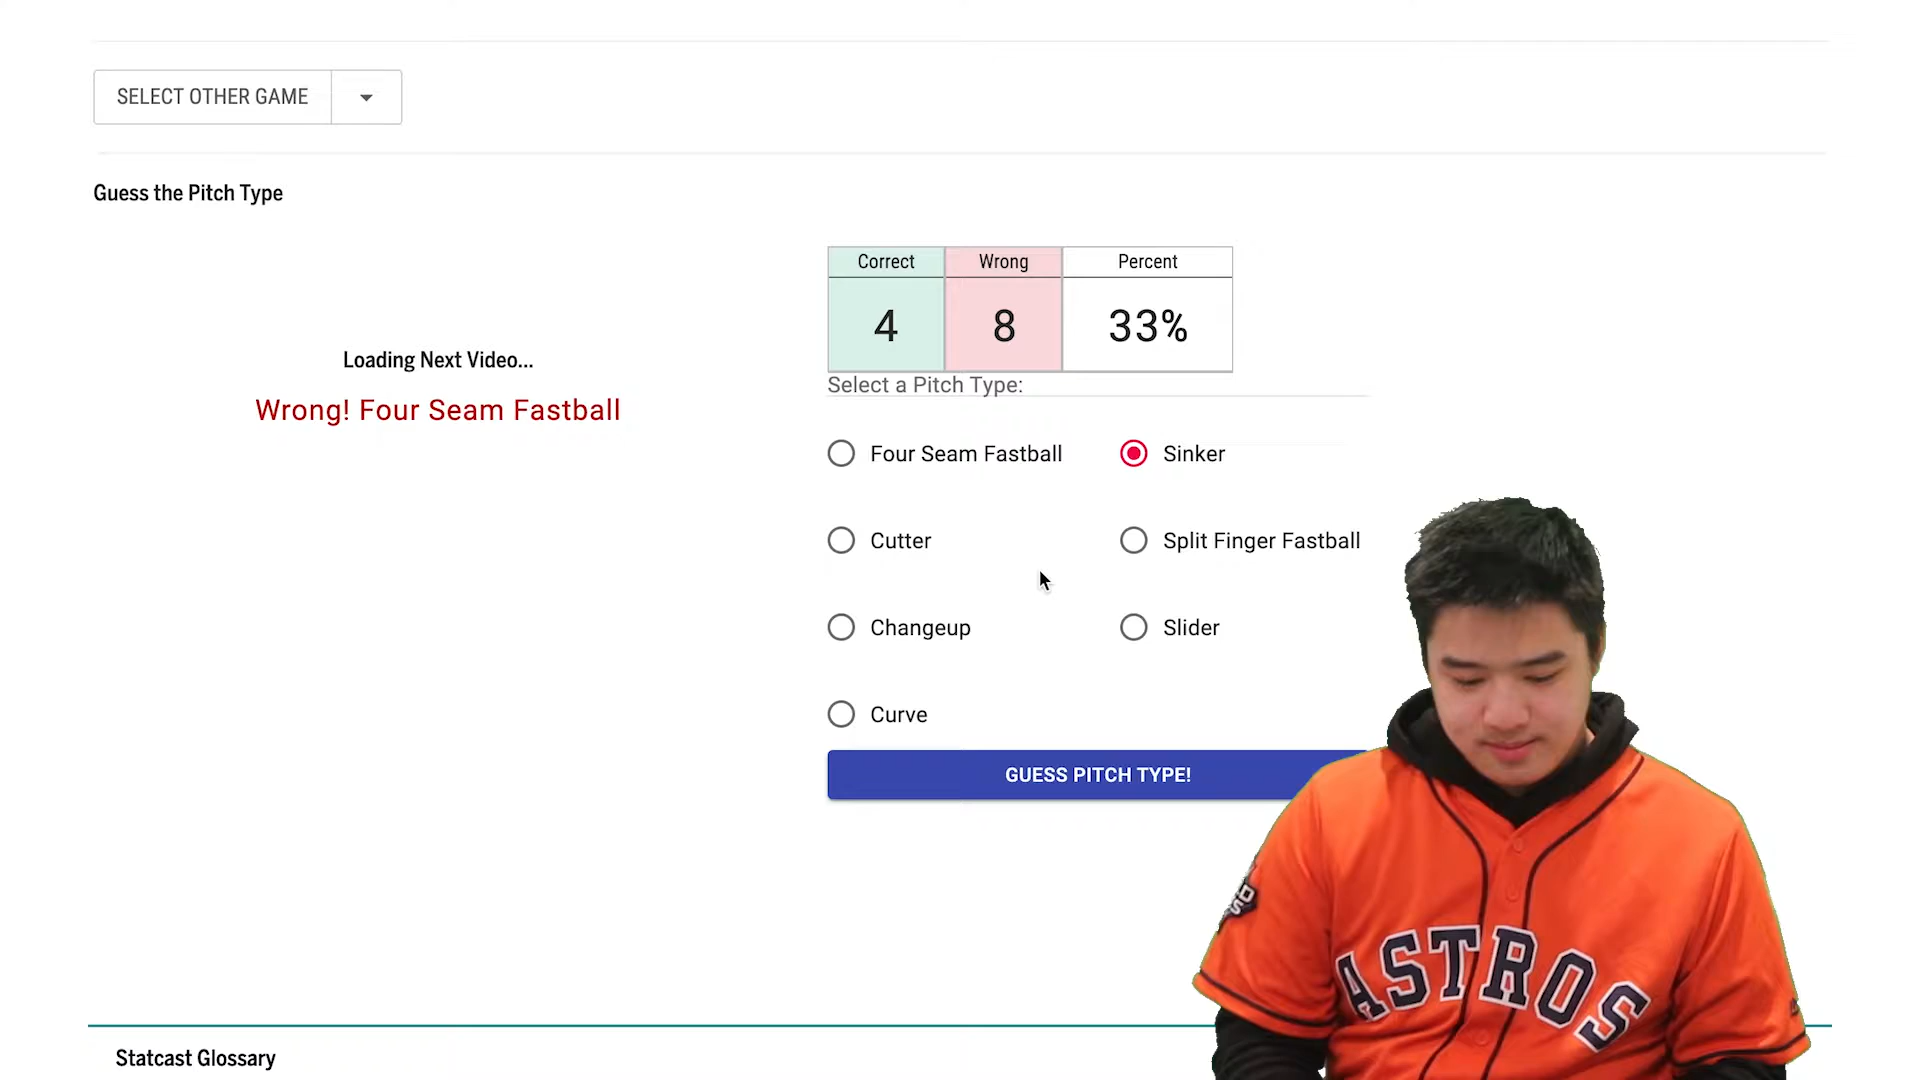 SELECT OTHER GAME
Guess the Pitch Type
Correct Wrong Percent
4 8 33%
Loading Next Video...
Wrong! Four Seam Fastball
Select a Pitch Type:
Four Seam Fastball Sinker
Cutter Split Finger Fastball
Changeup Slider
Curve
GUESS PITCH TYPE!
ASTROS
Statcast Glossary